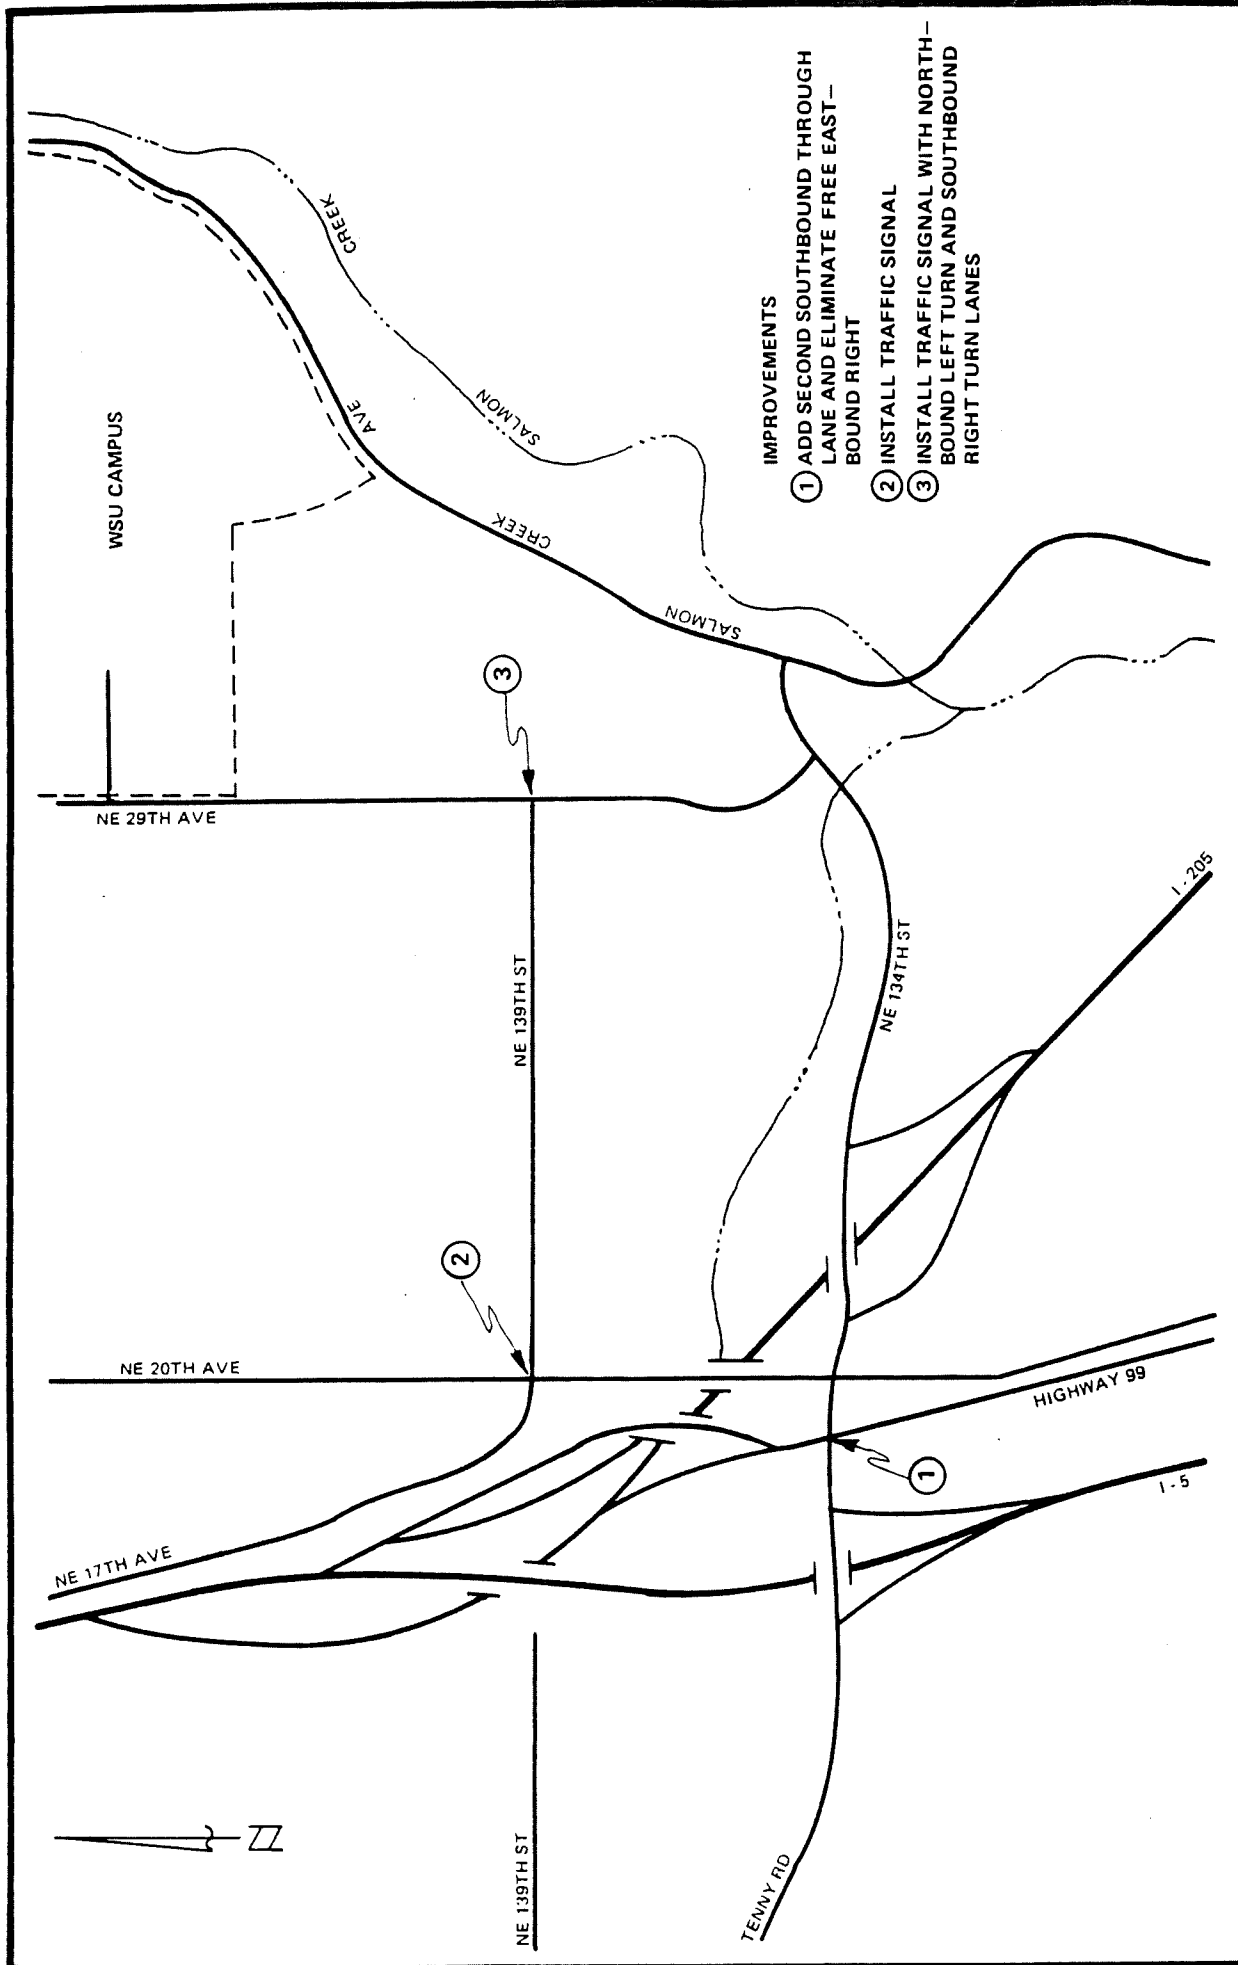 WSU CAMPUS
CREEK
AVE
SALMON
CREEK
SALMON
IMPROVEMENTS
1 ADD SECOND SOUTHBOUND THROUGH
LANE AND ELIMINATE FREE EAST-
BOUND RIGHT
2 INSTALL TRAFFIC SIGNAL
3 INSTALL TRAFFIC SIGNAL WITH NORTH-
BOUND LEFT TURN AND SOUTHBOUND
RIGHT TURN LANES
3
NE 29TH AVE
NE 139TH ST
NE 134TH ST
I-205
2
NE 20TH AVE
HIGHWAY 99
1
I-5
NE 17TH AVE
N
NE 139TH ST
TENNY RD